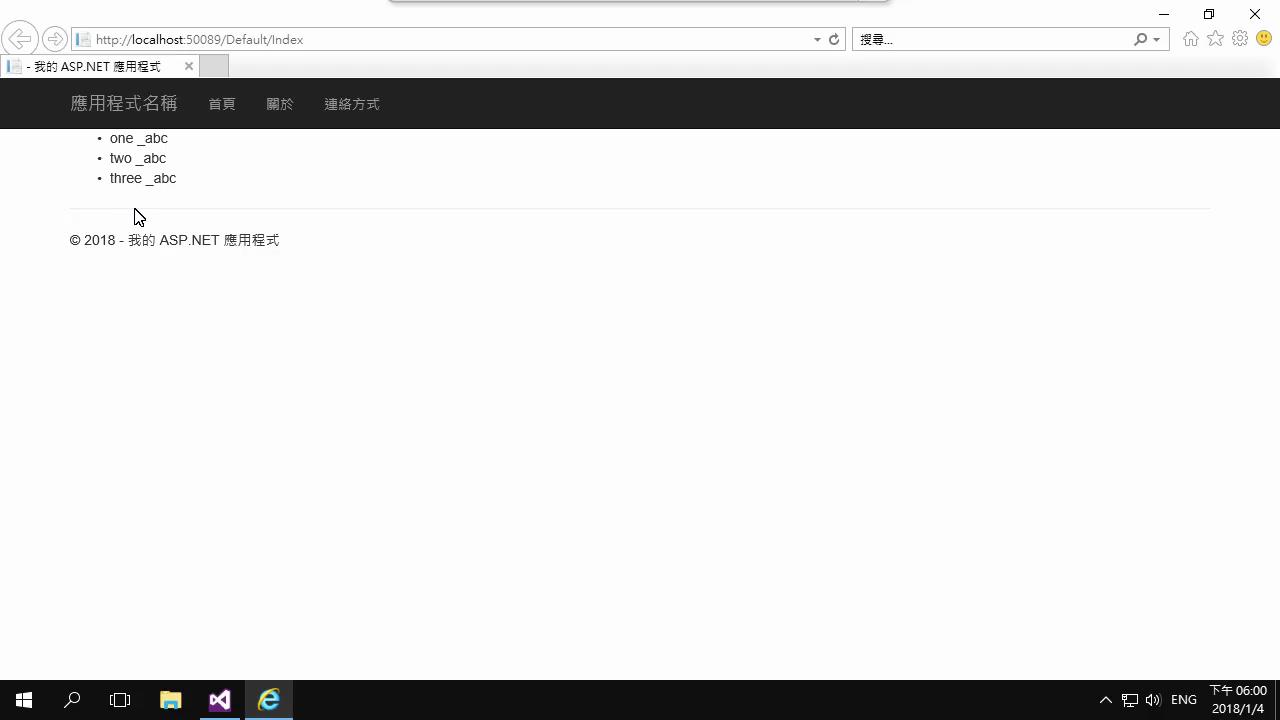 http://localhost:50089/Default/Index
搜尋...
- 我的 ASP.NET 應用程式
應用程式名稱 首頁 關於 連絡方式
• one _abc
• two _abc
• three _abc
© 2018 - 我的 ASP.NET 應用程式
ENG
下午 06:00
2018/1/4